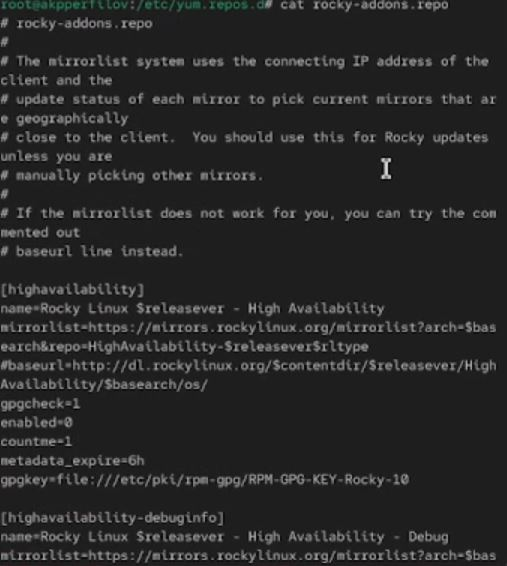 root@akpperfilov:/etc/yum.repos.d# cat rocky-addons.repo
# rocky-addons.repo
#
# The mirrorlist system uses the connecting IP address of the
client and the
# update status of each mirror to pick current mirrors that ar
e geographically
# close to the client.  You should use this for Rocky updates
unless you are
# manually picking other mirrors.
#
# If the mirrorlist does not work for you, you can try the com
mented out
# baseurl line instead.

[highavailability]
name=Rocky Linux $releasever - High Availability
mirrorlist=https://mirrors.rockylinux.org/mirrorlist?arch=$bas
earch&repo=HighAvailability-$releasever$rltype
#baseurl=http://dl.rockylinux.org/$contentdir/$releasever/High
Availability/$basearch/os/
gpgcheck=1
enabled=0
countme=1
metadata_expire=6h
gpgkey=file:///etc/pki/rpm-gpg/RPM-GPG-KEY-Rocky-10

[highavailability-debuginfo]
name=Rocky Linux $releasever - High Availability - Debug
mirrorlist=https://mirrors.rockylinux.org/mirrorlist?arch=$bas